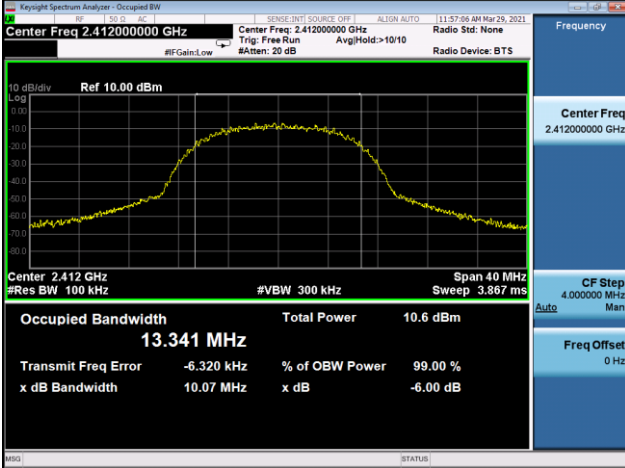 Keysight Spectrum Analyzer - Occupied BW
RF 50 Ω AC SENSE:INT SOURCE OFF ALIGN AUTO 11:57:06 AM Mar 29, 2021
Center Freq 2.412000000 GHz
Center Freq: 2.412000000 GHz
Radio Std: None
Trig: Free Run Avg|Hold:>10/10
#IFGain:Low
#Atten: 20 dB
Radio Device: BTS
Frequency
10 dB/div Ref 10.00 dBm
Log
0.00
-10.0
-20.0
-30.0
-40.0
-50.0
-60.0
-70.0
-80.0
Center 2.412 GHz Span 40 MHz
#Res BW 100 kHz #VBW 300 kHz Sweep 3.867 ms
Occupied Bandwidth Total Power 10.6 dBm
13.341 MHz
Transmit Freq Error -6.320 kHz % of OBW Power 99.00 %
x dB Bandwidth 10.07 MHz x dB -6.00 dB
Center Freq
2.412000000 GHz
CF Step
4.000000 MHz
Auto Man
Freq Offset
0 Hz
MSG STATUS